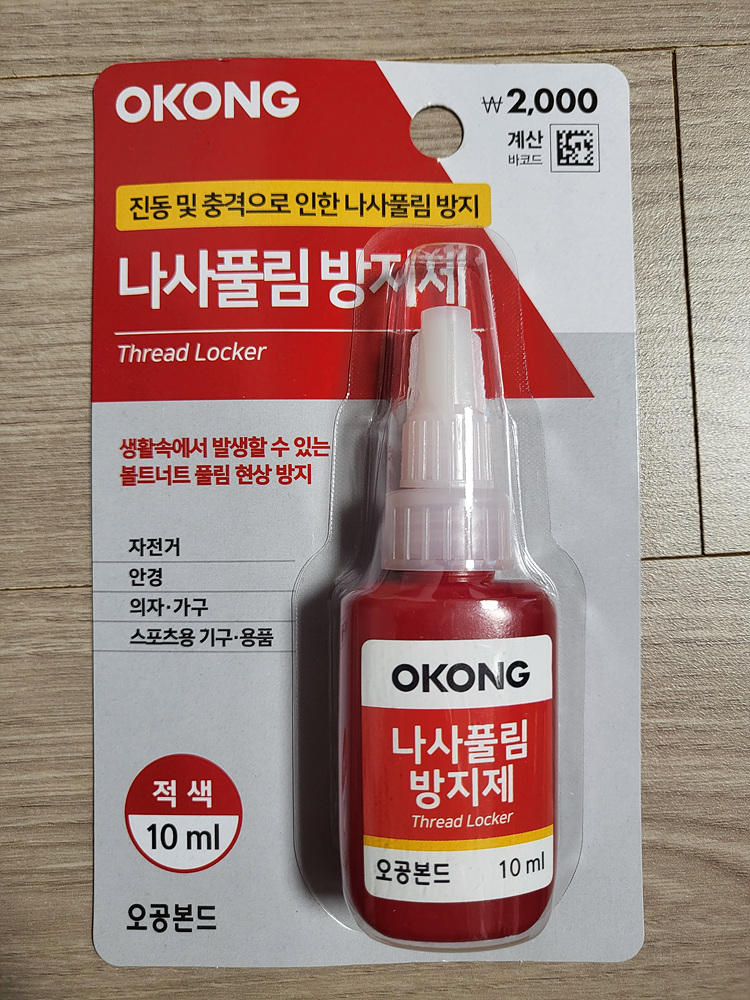 OKONG
₩2,000
계산
바코드
진동 및 충격으로 인한 나사풀림 방지
나사풀림 방지제
Thread Locker
생활속에서 발생할 수 있는
볼트너트 풀림 현상 방지
자전거
안경
의자·가구
스포츠용 기구·용품
적색
10 ml
오공본드
OKONG
나사풀림
방지제
Thread Locker
오공본드
10 ml